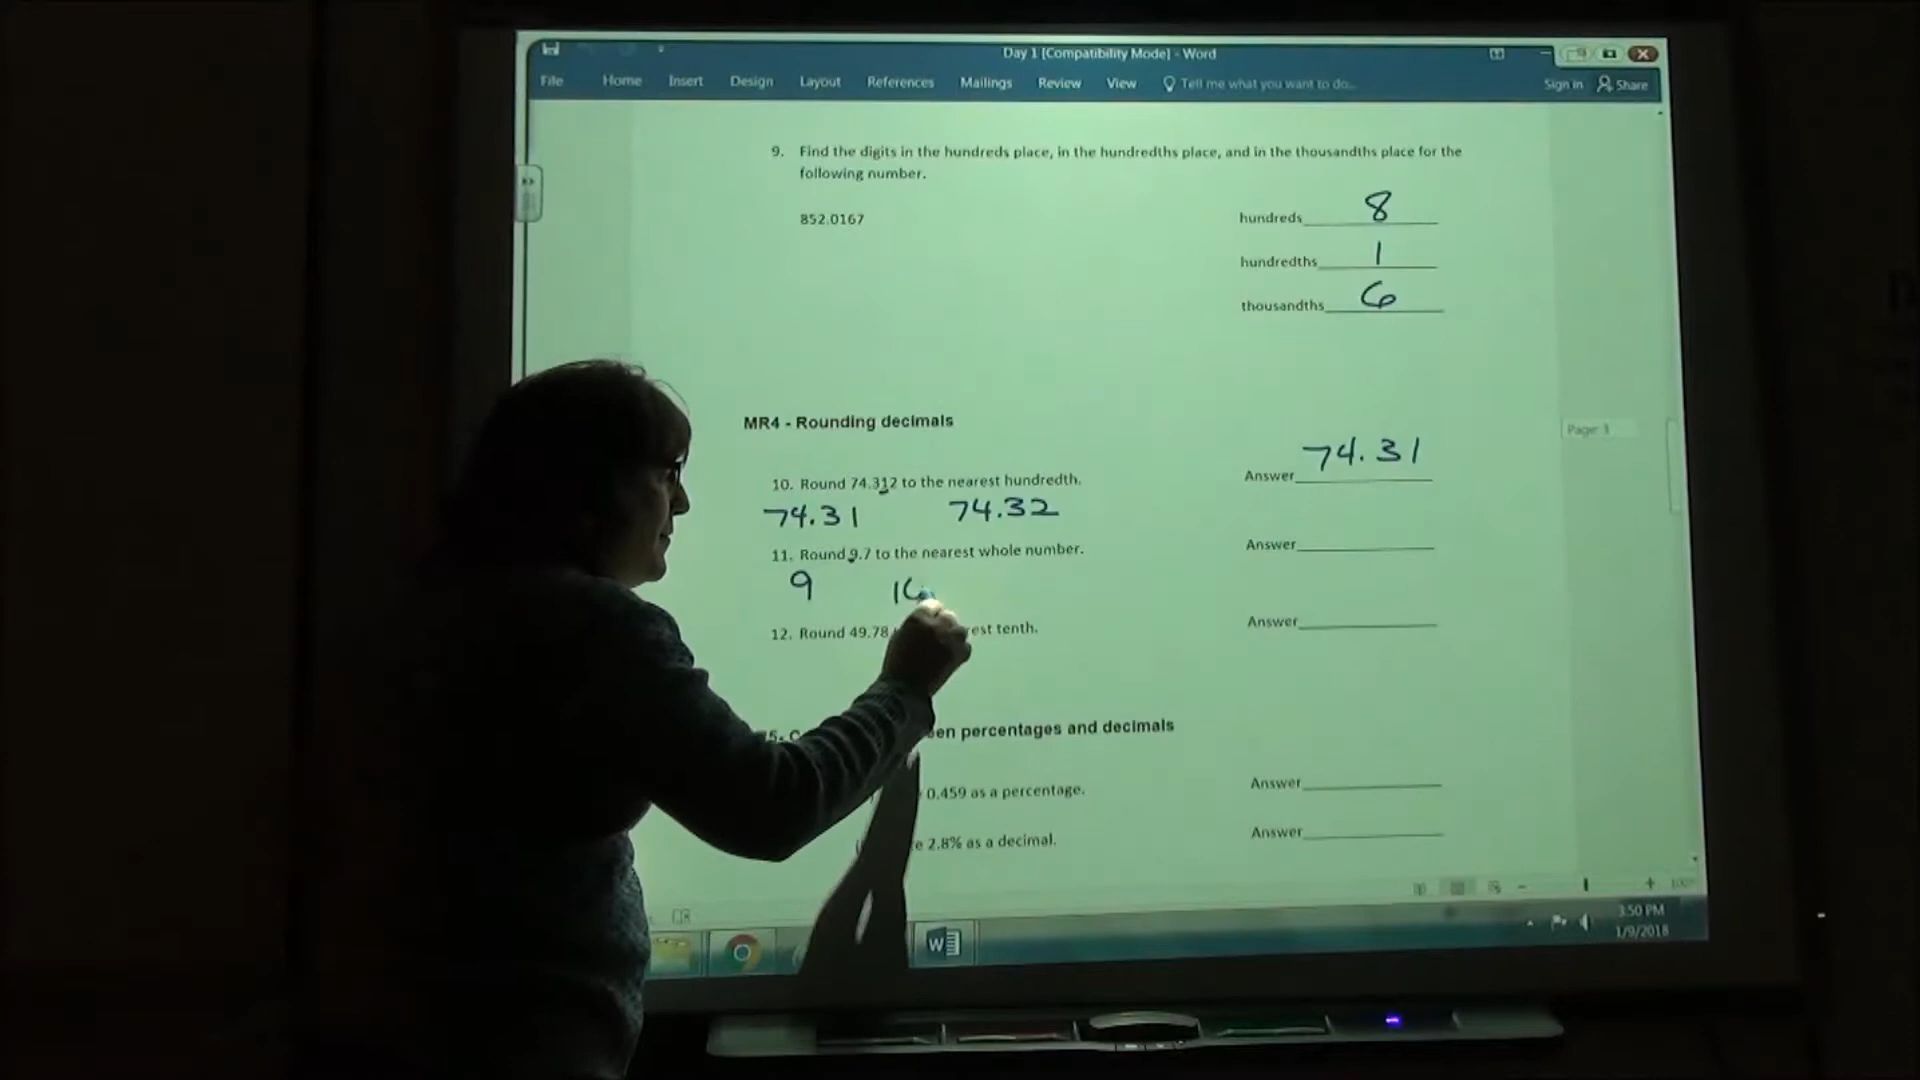 Day 1 [Compatibility Mode] - Word
File Home Insert Design Layout References Mailings Review View Tell me what you want to do... Sign in Share
9. Find the digits in the hundreds place, in the hundredths place, and in the thousandths place for the
following number.
852.0167
hundreds 8
hundredths 1
thousandths 6
MR4 - Rounding decimals
Page: 3
10. Round 74.312 to the nearest hundredth.
Answer 74.31
74.31 74.32
11. Round 9.7 to the nearest whole number.
Answer
9
12. Round 49.78 rest tenth.
Answer
een percentages and decimals
0.459 as a percentage.
Answer
e 2.8% as a decimal.
Answer
100%
3:50 PM
1/9/2018